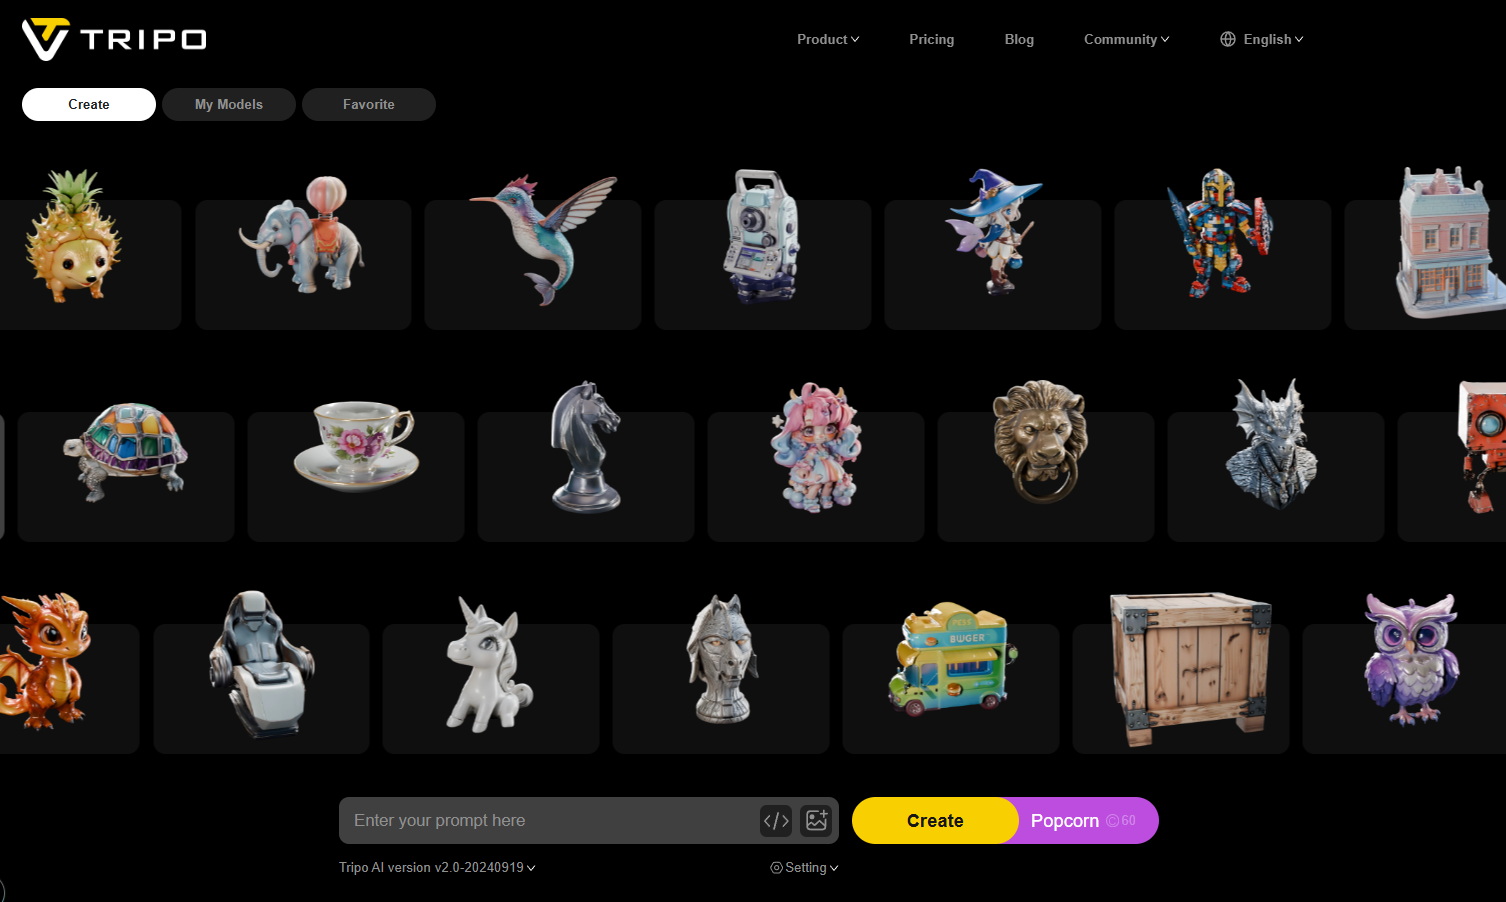 TRIPO
Product
Pricing
Blog
Community
English
Create
My Models
Favorite
BWGER
Enter your prompt here
</>
Create
Popcorn 60
Tripo AI version v2.0-20240919
Setting